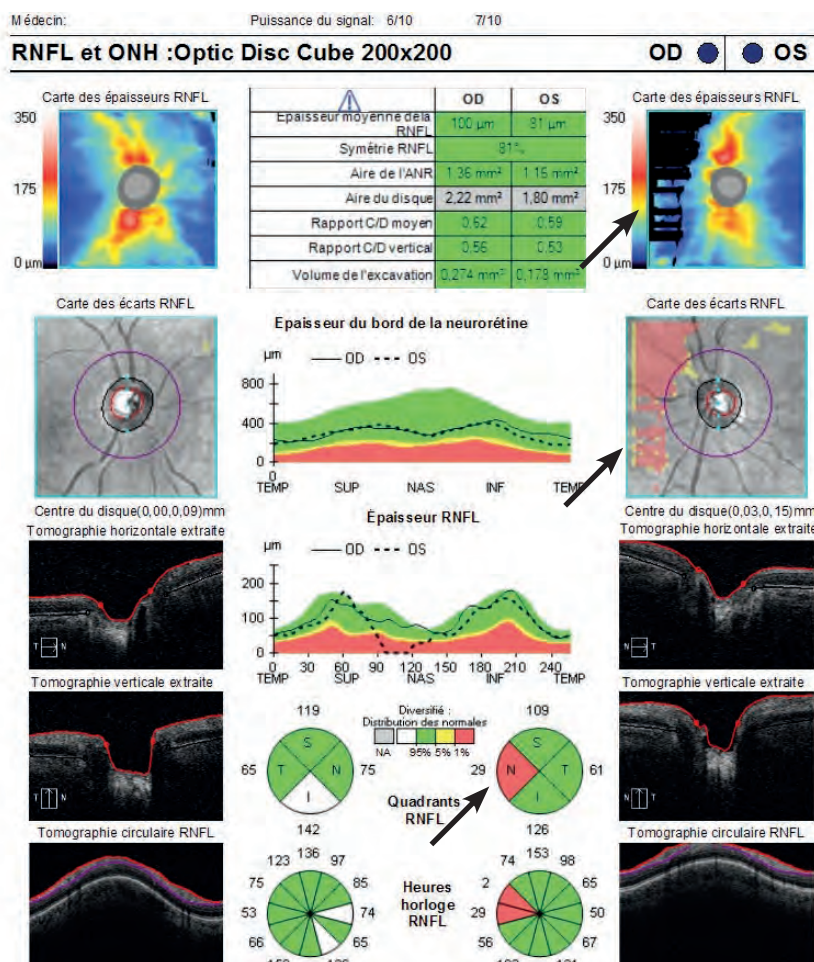 Médecin: Puissance du signal: 6/10 7/10
RNFL et ONH :Optic Disc Cube 200x200 OD OS
Carte des épaisseurs RNFL
350
175
0 µm
OD OS
Epaisseur moyenne de la RNFL 100 µm 81 µm
Symétrie RNFL 81%
Aire de l'ANR 1,36 mm² 1,15 mm²
Aire du disque 2,22 mm² 1,80 mm²
Rapport C/D moyen 0,62 0,59
Rapport C/D vertical 0,56 0,53
Volume de l'excavation 0,274 mm³ 0,178 mm³
Carte des épaisseurs RNFL
350
175
0 µm
Carte des écarts RNFL
Epaisseur du bord de la neurorétine
µm OD OS
800
400
0
0
TEMP SUP NAS INF TEMP
Carte des écarts RNFL
Centre du disque(0,00,0,09)mm
Centre du disque(0,03,0,15)mm
Tomographie horizontale extraite
Épaisseur RNFL
µm OD OS
200
100
0
0 30 60 90 120 150 180 210 240
TEMP SUP NAS INF TEMP
Tomographie horizontale extraite
T N
N T
Tomographie verticale extraite
Tomographie verticale extraite
T N
N T
Diversifié :
Distribution des normales
NA 95% 5% 1%
119
S
65 T N 75
I
142
Quadrants
RNFL
109
S
29 N T 61
I
126
Tomographie circulaire RNFL
Tomographie circulaire RNFL
Heures
horloge
RNFL
123 136 97
75 85
53 74
66 65
74 153 98
2 65
29 50
56 67